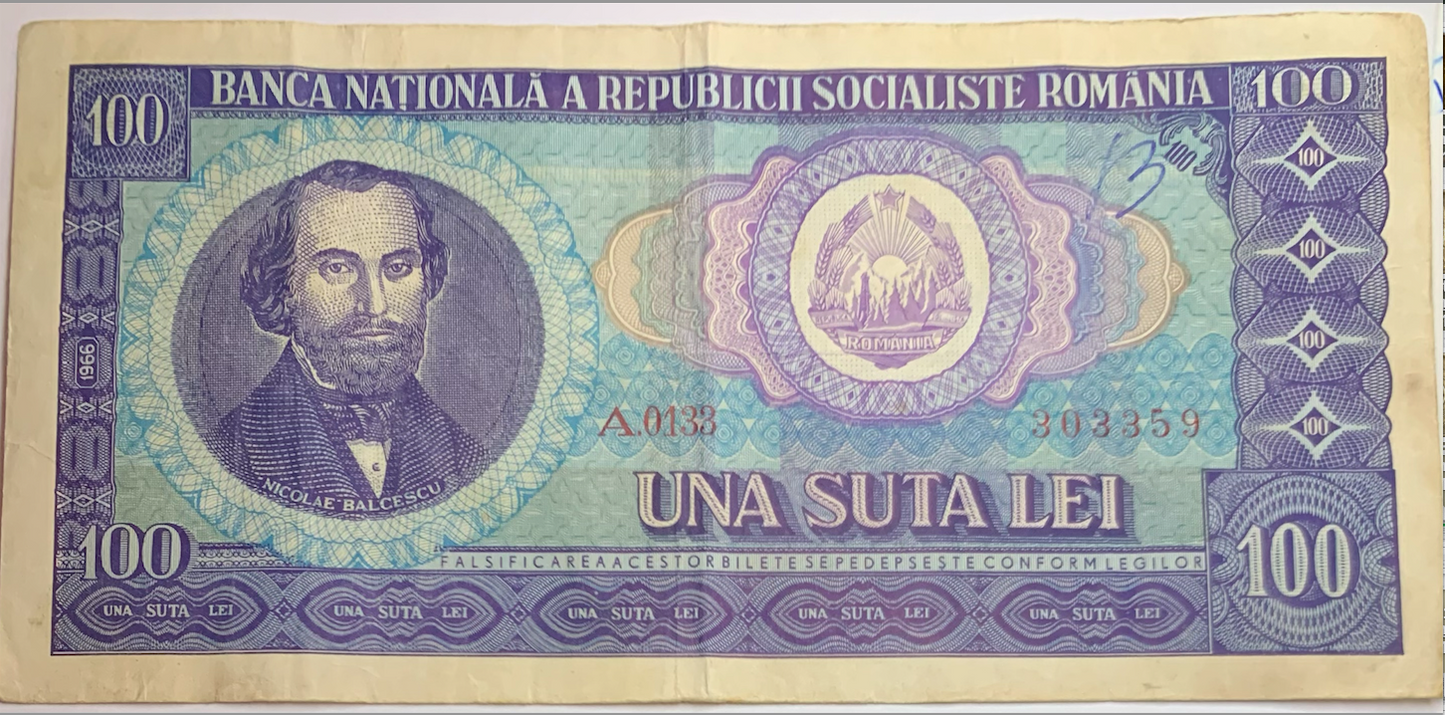 100 BANCA NAȚIONALĂ A REPUBLICII SOCIALISTE ROMÂNIA 100
100
100
100
100
100
1966
ROMANIA
A.0133 303359
NICOLAE BALCESCU
UNA SUTA LEI
100 100
FALSIFICAREA ACESTOR BILETE SE PEDEPSEȘTE CONFORM LEGILOR
UNA SUTA LEI UNA SUTA LEI UNA SUTA LEI UNA SUTA LEI UNA SUTA LEI